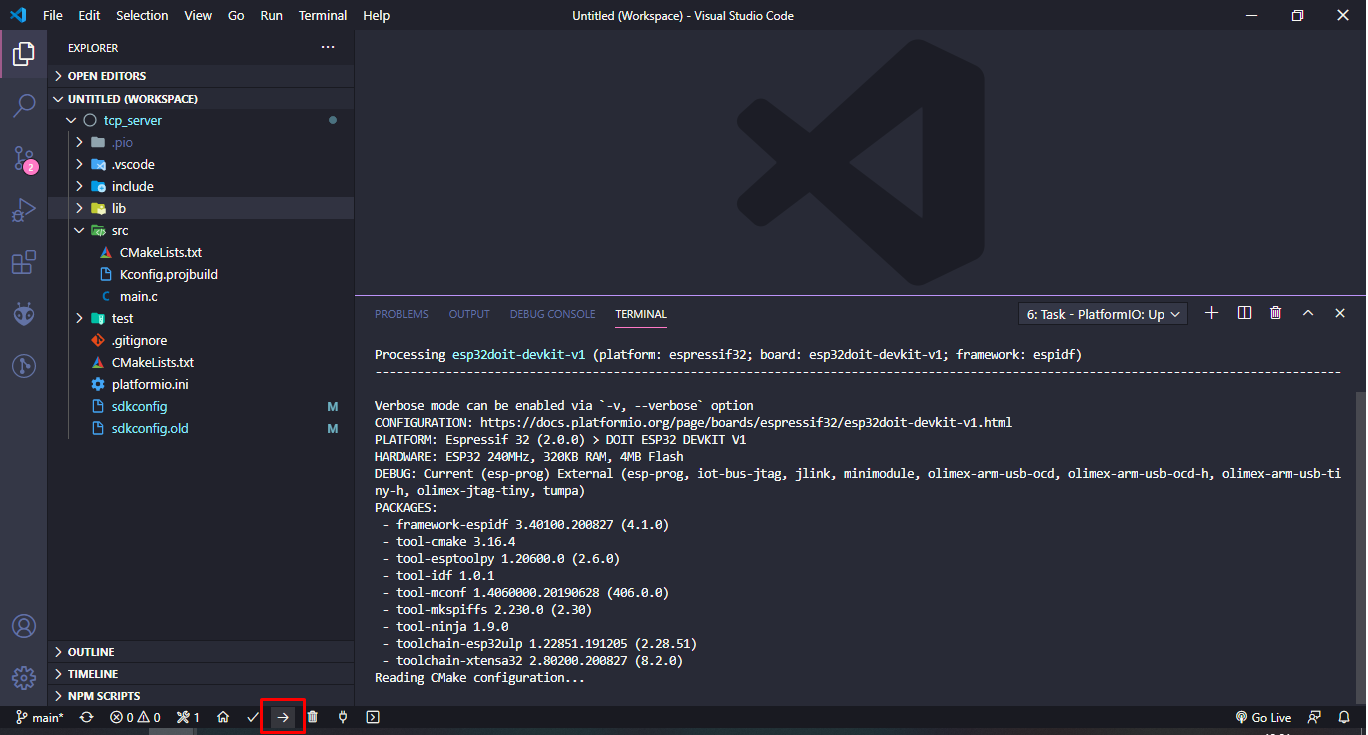 File Edit Selection View Go Run Terminal Help
Untitled (Workspace) - Visual Studio Code
EXPLORER
OPEN EDITORS
UNTITLED (WORKSPACE)
tcp_server
.pio
.vscode
include
lib
src
CMakeLists.txt
Kconfig.projbuild
main.c
test
.gitignore
CMakeLists.txt
platformio.ini
sdkconfig M
sdkconfig.old M
OUTLINE
TIMELINE
NPM SCRIPTS
2
PROBLEMS OUTPUT DEBUG CONSOLE TERMINAL
6: Task - PlatformIO: Up
Processing esp32doit-devkit-v1 (platform: espressif32; board: esp32doit-devkit-v1; framework: espidf)
--------------------------------------------------------------------------------------------------------------------------------------------
Verbose mode can be enabled via `-v, --verbose` option
CONFIGURATION: https://docs.platformio.org/page/boards/espressif32/esp32doit-devkit-v1.html
PLATFORM: Espressif 32 (2.0.0) > DOIT ESP32 DEVKIT V1
HARDWARE: ESP32 240MHz, 320KB RAM, 4MB Flash
DEBUG: Current (esp-prog) External (esp-prog, iot-bus-jtag, jlink, minimodule, olimex-arm-usb-ocd, olimex-arm-usb-ocd-h, olimex-arm-usb-ti
ny-h, olimex-jtag-tiny, tumpa)
PACKAGES:
- framework-espidf 3.40100.200827 (4.1.0)
- tool-cmake 3.16.4
- tool-esptoolpy 1.20600.0 (2.6.0)
- tool-idf 1.0.1
- tool-mconf 1.4060000.20190628 (406.0.0)
- tool-mkspiffs 2.230.0 (2.30)
- tool-ninja 1.9.0
- toolchain-esp32ulp 1.22851.191205 (2.28.51)
- toolchain-xtensa32 2.80200.200827 (8.2.0)
Reading CMake configuration...
main* 0 0 1
Go Live